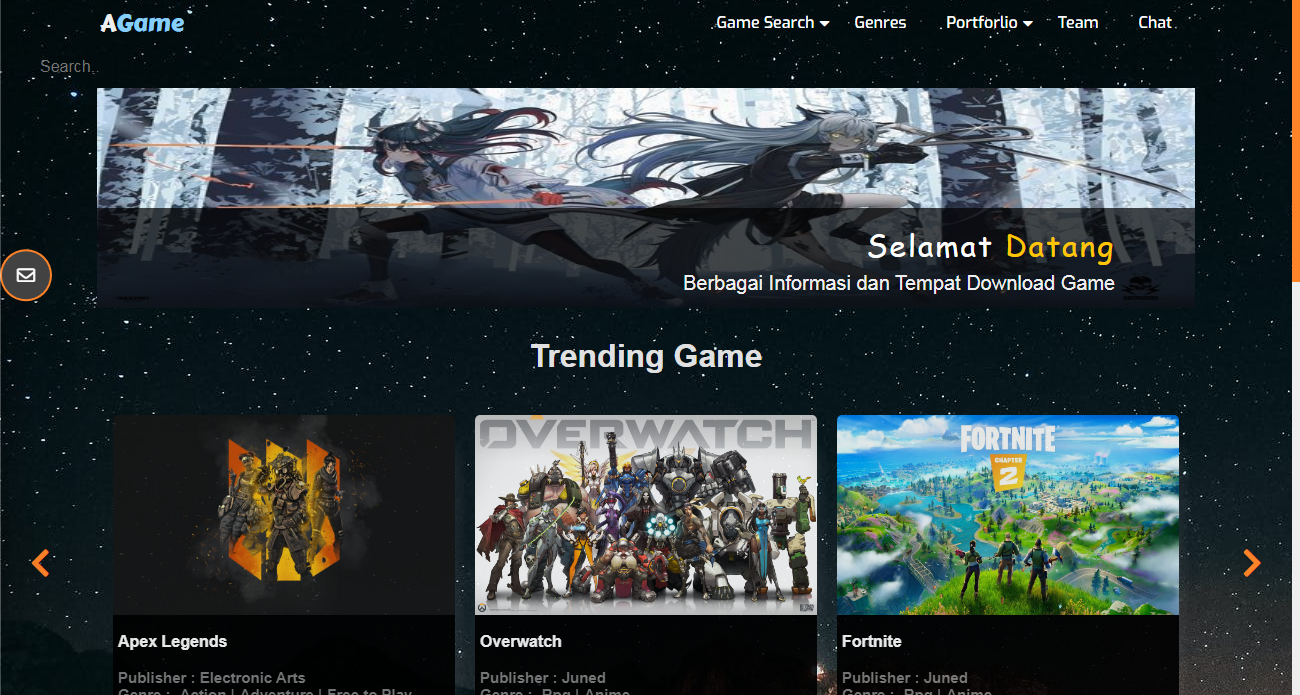 AGame
Game Search Genres Portforlio Team Chat
Search..
Selamat Datang
Berbagai Informasi dan Tempat Download Game
Trending Game
OVERWATCH
FORTNITE
CHAPTER
2
Apex Legends
Overwatch
Fortnite
Publisher : Electronic Arts
Publisher : Juned
Publisher : Juned
Genre : Action | Adventure | Free to Play
Genre : Rpg | Anime
Genre : Rpg | Anime